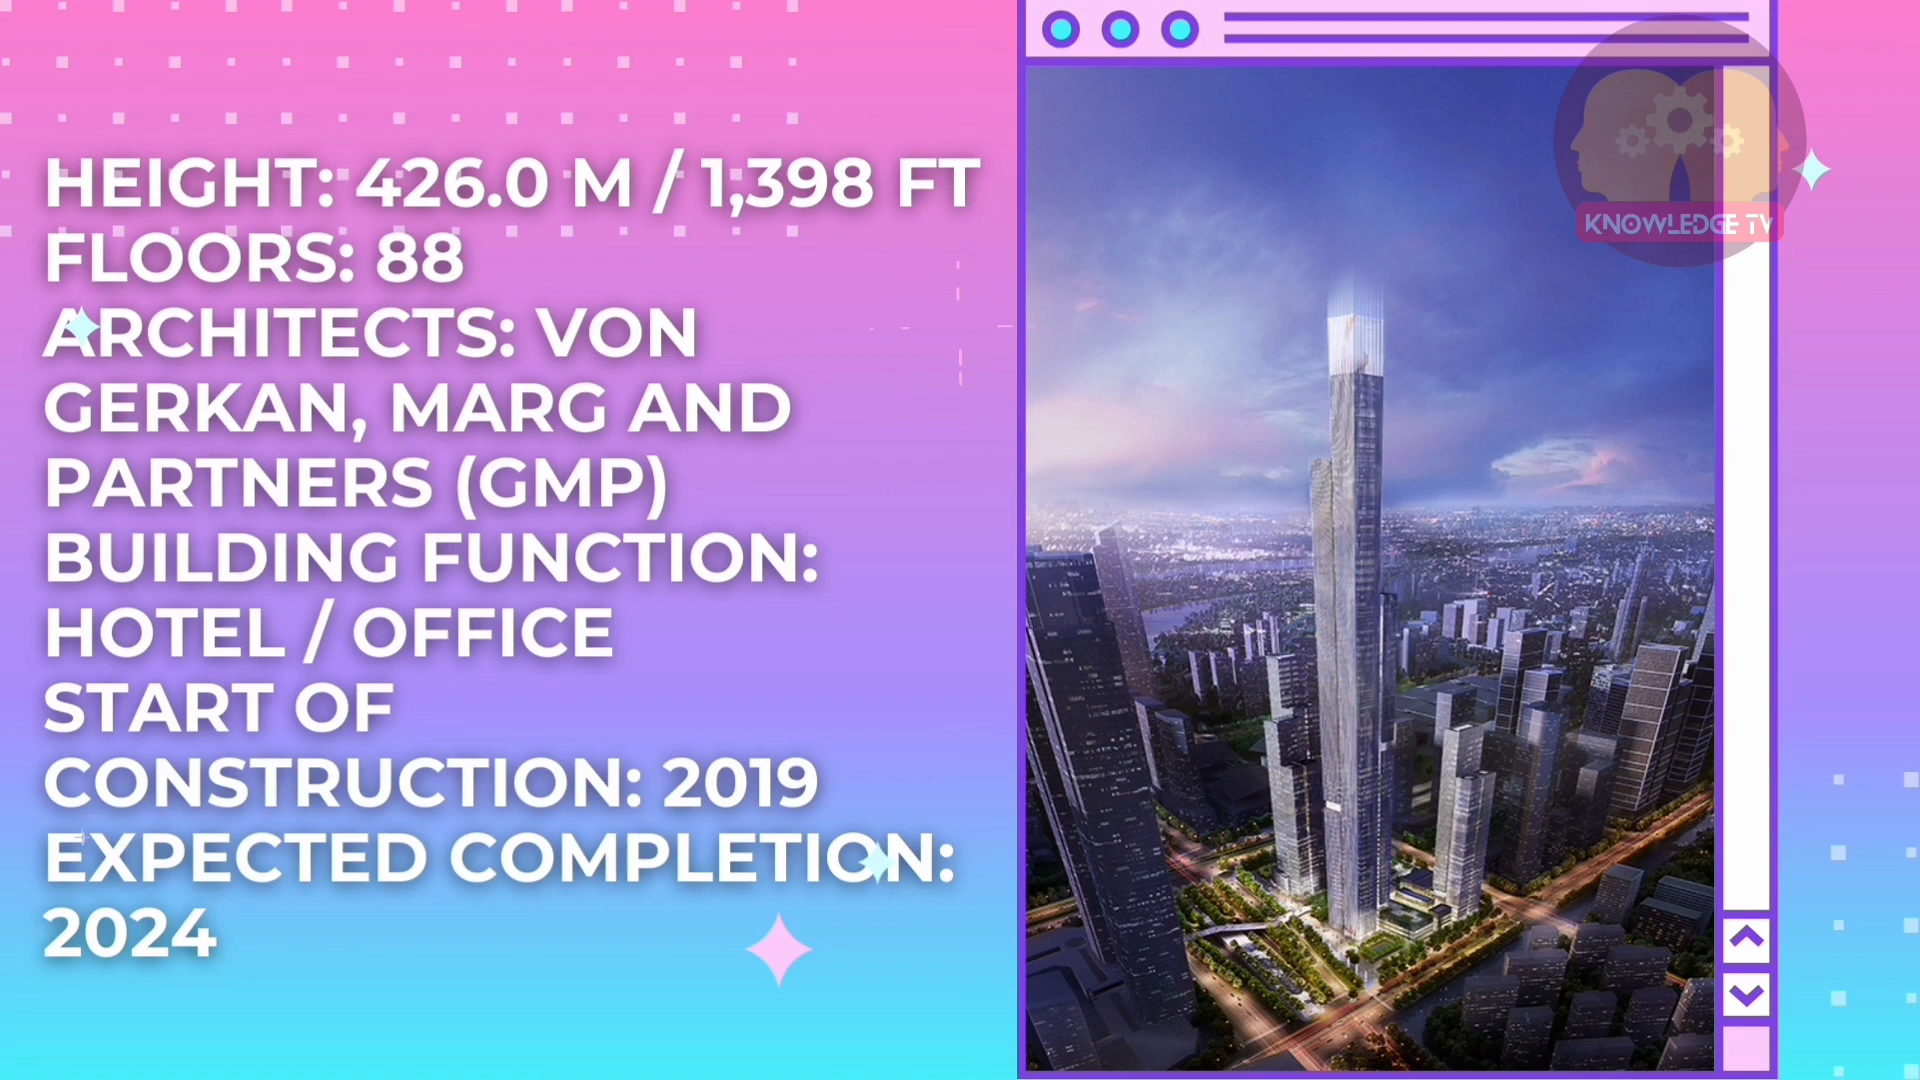 HEIGHT: 426.0 M / 1,398 FT
FLOORS: 88
ARCHITECTS: VON
GERKAN, MARG AND
PARTNERS (GMP)
BUILDING FUNCTION:
HOTEL / OFFICE
START OF
CONSTRUCTION: 2019
EXPECTED COMPLETION:
2024
KNOWLEDGE TV